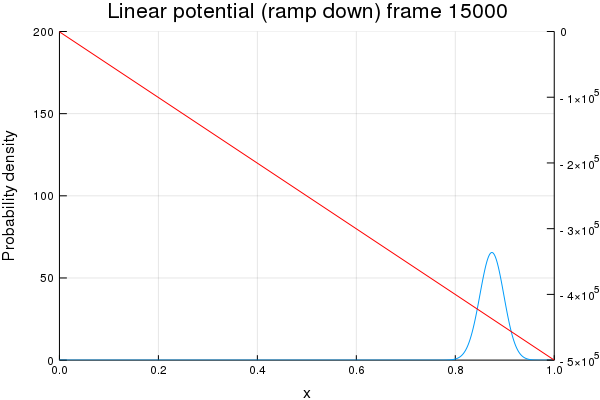 Linear potential (ramp down) frame 15000
Probability density
200
150
100
50
0
0.0 0.2 0.4 0.6 0.8 1.0
x
0
- 1×10⁵
- 2×10⁵
- 3×10⁵
- 4×10⁵
- 5×10⁵